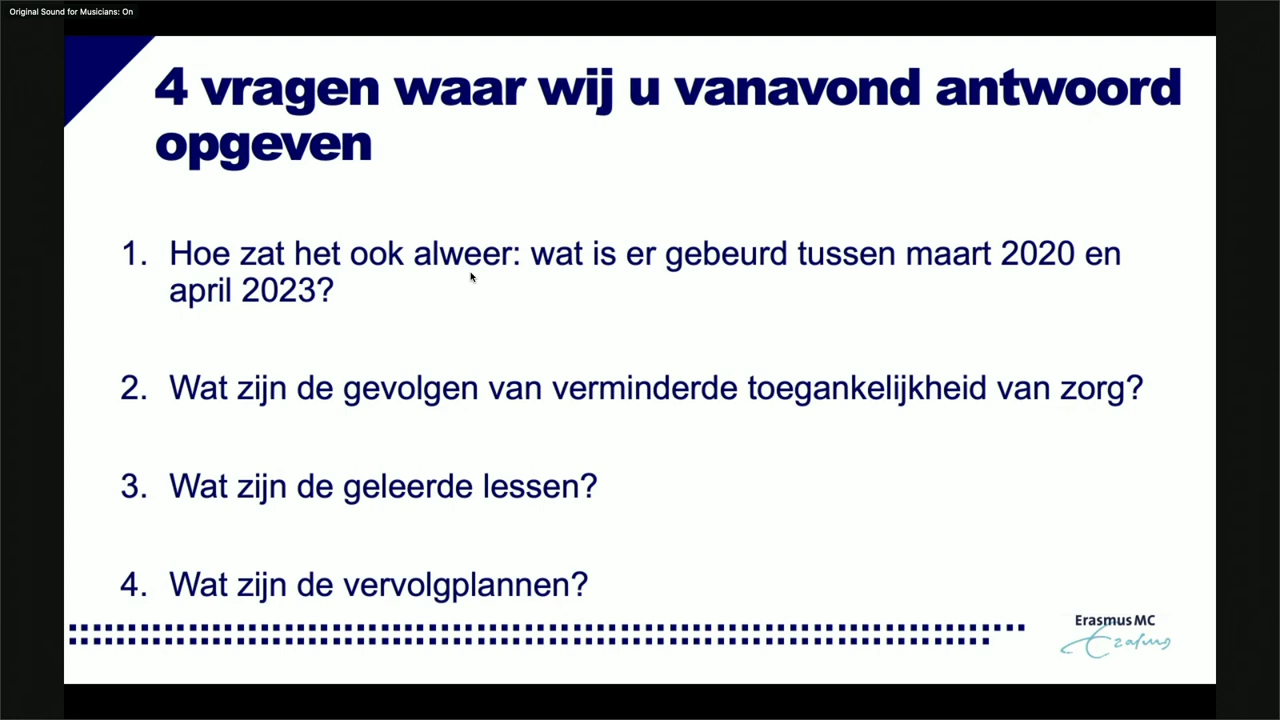 Original Sound for Musicians: On
4 vragen waar wij u vanavond antwoord
opgeven
1. Hoe zat het ook alweer: wat is er gebeurd tussen maart 2020 en
april 2023?
2. Wat zijn de gevolgen van verminderde toegankelijkheid van zorg?
3. Wat zijn de geleerde lessen?
4. Wat zijn de vervolgplannen?
Erasmus MC
Erasmus